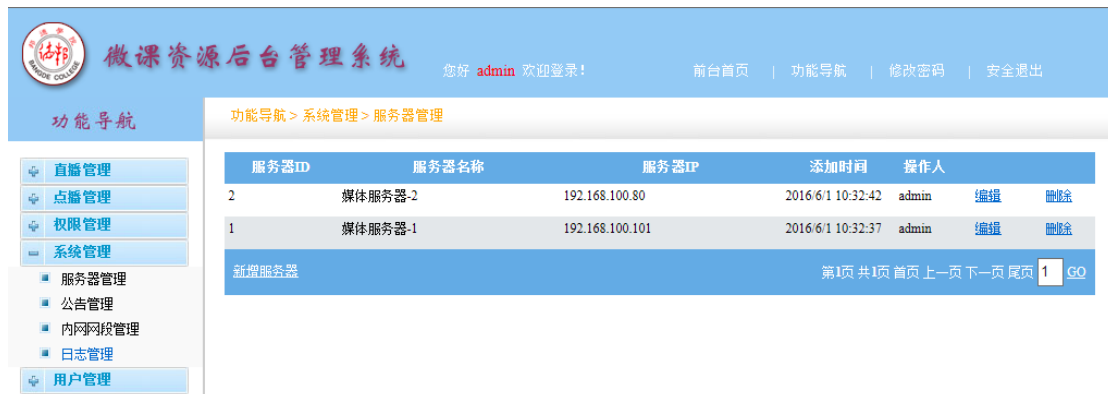 邦德学院
BANGDE COLLEGE
微课资源后台管理系统
您好 admin 欢迎登录! 前台首页 | 功能导航 | 修改密码 | 安全退出
功能导航
功能导航 > 系统管理 > 服务器管理
直播管理
点播管理
权限管理
系统管理
服务器管理
公告管理
内网网段管理
日志管理
用户管理
服务器ID 服务器名称 服务器IP 添加时间 操作人
2 媒体服务器-2 192.168.100.80 2016/6/1 10:32:42 admin 编辑 删除
1 媒体服务器-1 192.168.100.101 2016/6/1 10:32:37 admin 编辑 删除
新增服务器 第1页 共1页 首页 上一页 下一页 尾页 1 GO